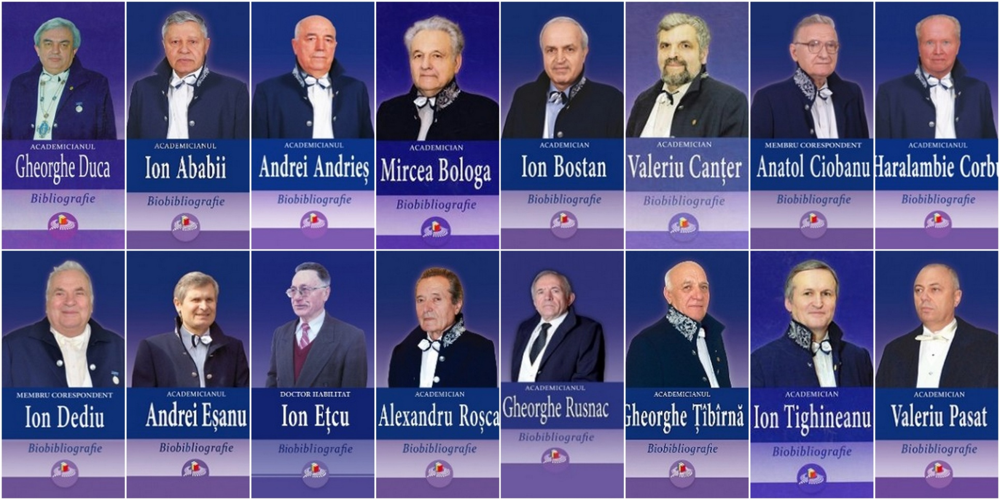 ACADEMICIANUL
Gheorghe Duca
Bibliografie
ACADEMICIANUL
Ion Ababii
Biobibliografie
ACADEMICIANUL
Andrei Andrieș
Biobibliografie
ACADEMICIAN
Mircea Bologa
Biobibliografie
ACADEMICIAN
Ion Bostan
Biobibliografie
ACADEMICIAN
Valeriu Canțer
Biobibliografie
MEMBRU CORESPONDENT
Anatol Ciobanu
Biobibliografie
ACADEMICIANUL
Haralambie Corbu
Biobibliografie
MEMBRU CORESPONDENT
Ion Dediu
Biobibliografie
ACADEMICIANUL
Andrei Eșanu
Biobibliografie
DOCTOR HABILITAT
Ion Ețcu
Biobibliografie
ACADEMICIAN
Alexandru Roșca
Biobibliografie
ACADEMICIANUL
Gheorghe Rusnac
Biobibliografie
ACADEMICIANUL
Gheorghe Țîbîrnă
Biobibliografie
ACADEMICIAN
Ion Tighineanu
Biobibliografie
ACADEMICIAN
Valeriu Pasat
Biobibliografie